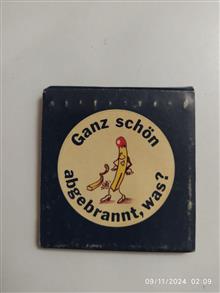 Ganz schön
abgebrannt, was?
09/11/2024 02:09